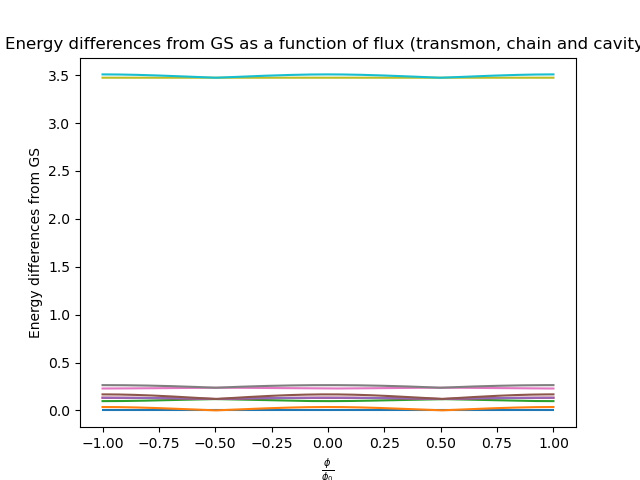 Energy differences from GS as a function of flux (transmon, chain and cavity
Energy differences from GS
3.5
3.0
2.5
2.0
1.5
1.0
0.5
0.0
−1.00 −0.75 −0.50 −0.25 0.00 0.25 0.50 0.75 1.00
ϕ
ϕ₀